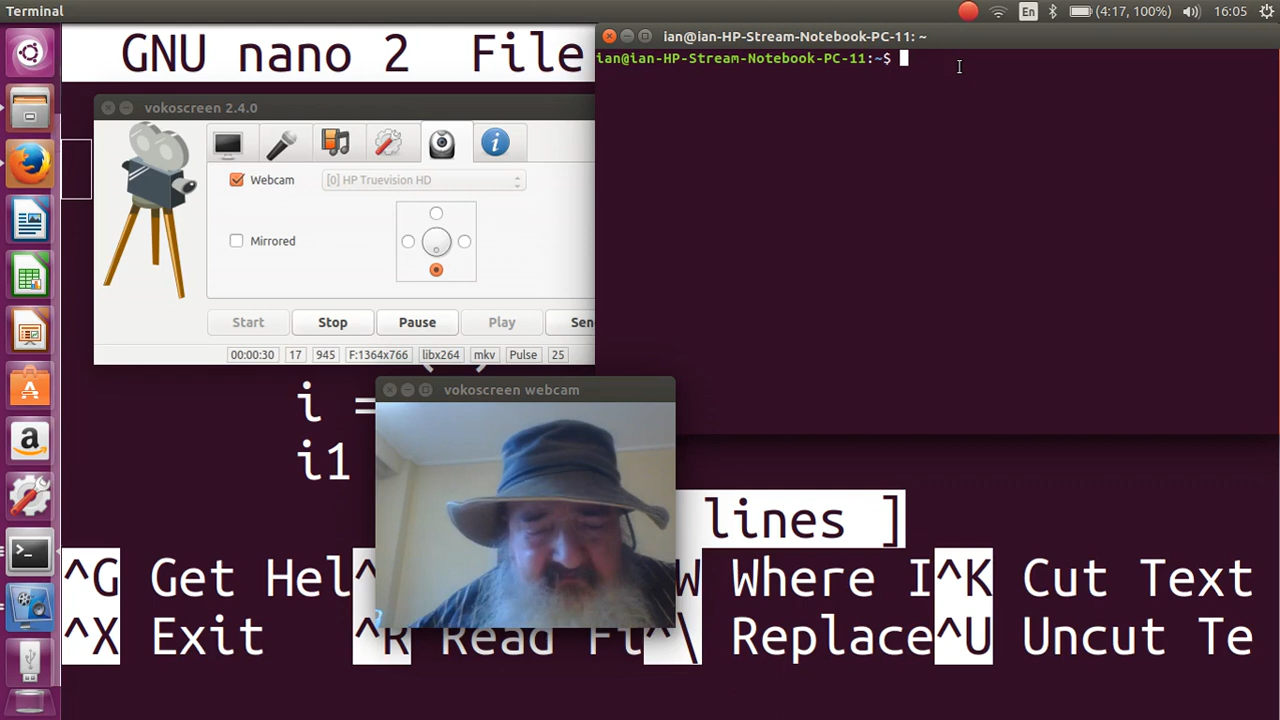 Terminal
En
(4:17, 100%)
16:05
GNU nano 2 File
ian@ian-HP-Stream-Notebook-PC-11: ~
ian@ian-HP-Stream-Notebook-PC-11:~$
vokoscreen 2.4.0
Webcam
[0] HP Truevision HD
Mirrored
Start
Stop
Pause
Play
Sen
00:00:30
17
945
F:1364x766
libx264
mkv
Pulse
25
vokoscreen webcam
i =
i1
lines ]
^G Get Hel^
W Where I^K Cut Text
^X Exit ^R Read Fi^\ Replace^U Uncut Te